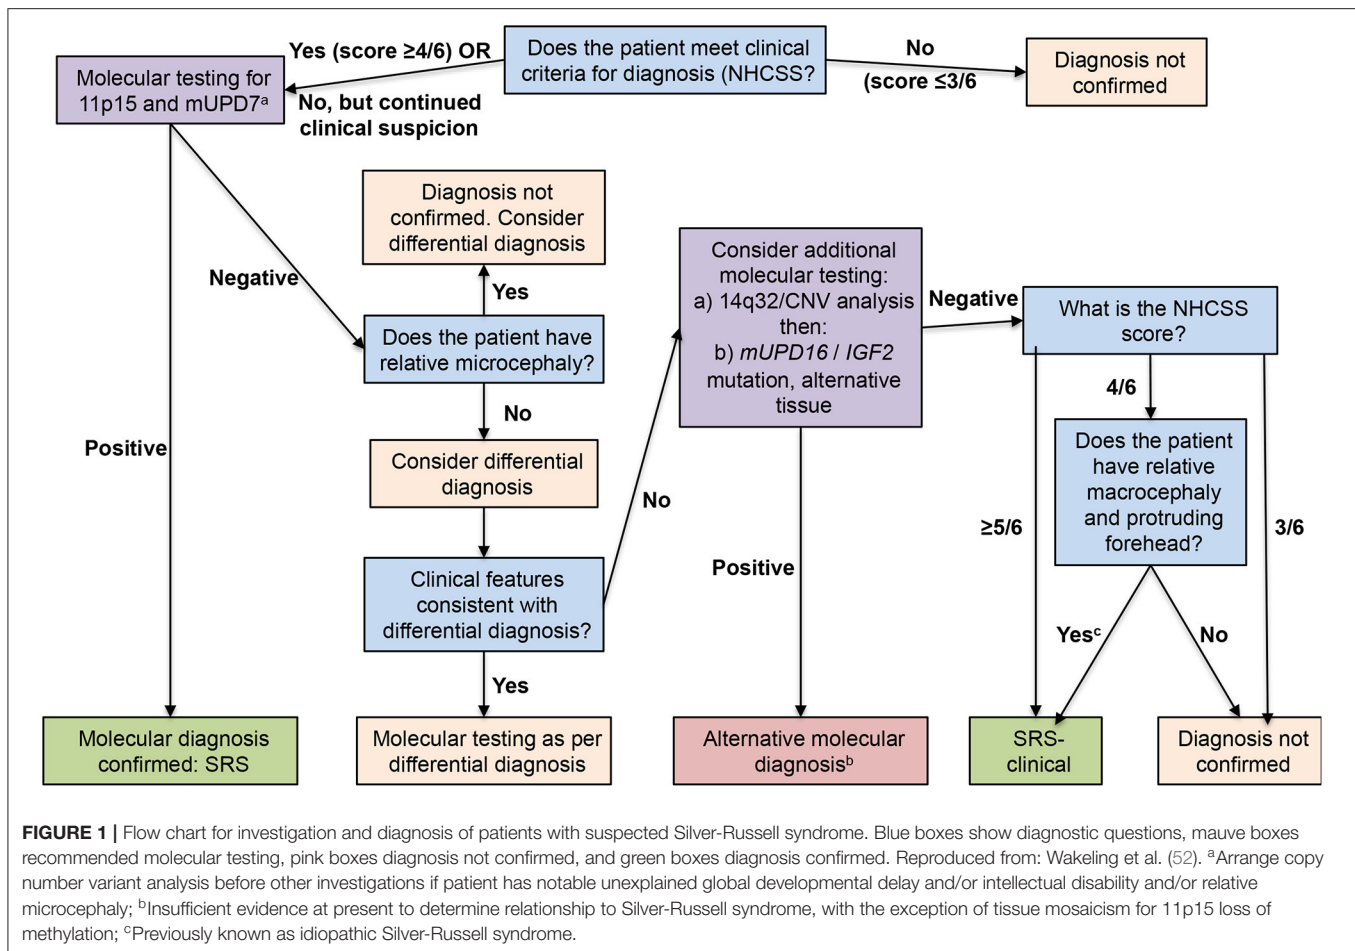 Does the patient meet clinical
criteria for diagnosis (NHCSS?
Yes (score ≥4/6) OR
No, but continued
clinical suspicion
No
(score ≤3/6
Diagnosis not
confirmed
Molecular testing for
11p15 and mUPD7ᵃ
Negative
Positive
Diagnosis not
confirmed. Consider
differential diagnosis
Yes
Does the patient have
relative microcephaly?
No
Consider differential
diagnosis
Clinical features
consistent with
differential diagnosis?
No
Yes
Molecular testing as per
differential diagnosis
Molecular diagnosis
confirmed: SRS
Consider additional
molecular testing:
a) 14q32/CNV analysis
then:
b) mUPD16 / IGF2
mutation, alternative
tissue
Negative
Positive
Alternative molecular
diagnosisᵇ
What is the NHCSS
score?
≥5/6
4/6
3/6
Does the patient
have relative
macrocephaly
and protruding
forehead?
Yesᶜ
No
SRS-
clinical
Diagnosis not
confirmed
FIGURE 1 | Flow chart for investigation and diagnosis of patients with suspected Silver-Russell syndrome. Blue boxes show diagnostic questions, mauve boxes
recommended molecular testing, pink boxes diagnosis not confirmed, and green boxes diagnosis confirmed. Reproduced from: Wakeling et al. (52). ᵃArrange copy
number variant analysis before other investigations if patient has notable unexplained global developmental delay and/or intellectual disability and/or relative
microcephaly; ᵇInsufficient evidence at present to determine relationship to Silver-Russell syndrome, with the exception of tissue mosaicism for 11p15 loss of
methylation; ᶜPreviously known as idiopathic Silver-Russell syndrome.